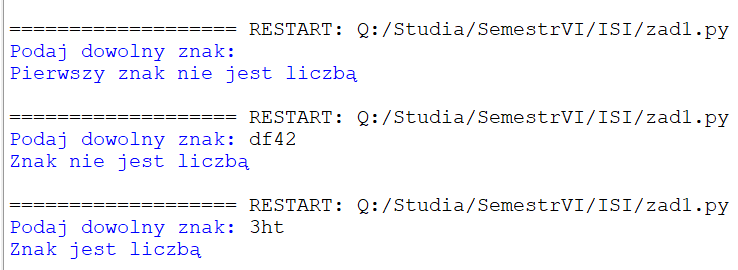 =================== RESTART: Q:/Studia/SemestrVI/ISI/zad1.py
Podaj dowolny znak:
Pierwszy znak nie jest liczbą
=================== RESTART: Q:/Studia/SemestrVI/ISI/zad1.py
Podaj dowolny znak: df42
Znak nie jest liczbą
=================== RESTART: Q:/Studia/SemestrVI/ISI/zad1.py
Podaj dowolny znak: 3ht
Znak jest liczbą